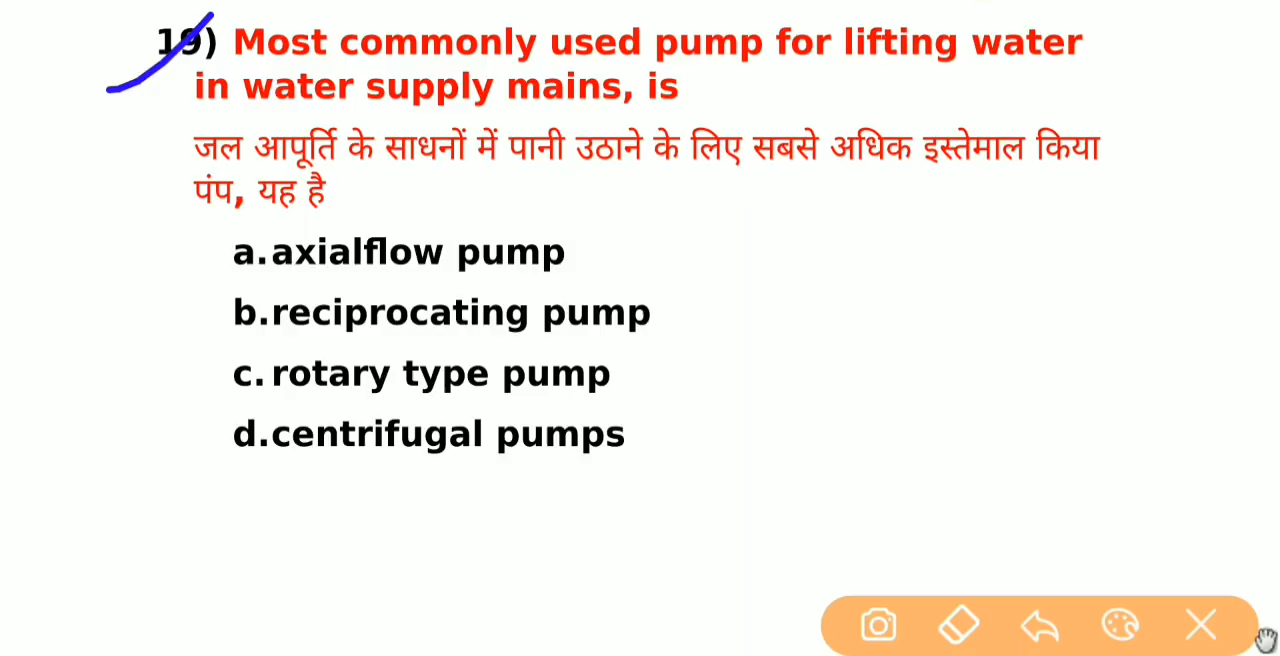 19) Most commonly used pump for lifting water
in water supply mains, is
जल आपूर्ति के साधनों में पानी उठाने के लिए सबसे अधिक इस्तेमाल किया
पंप, यह है
a. axialflow pump
b. reciprocating pump
c. rotary type pump
d. centrifugal pumps